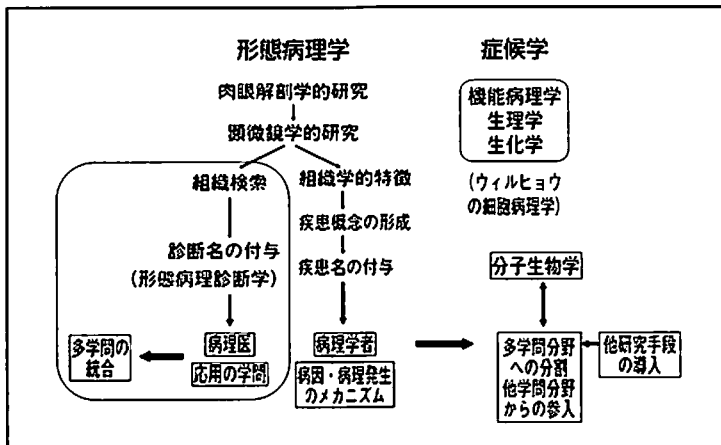 形態病理学
肉眼解剖学的研究
顕微鏡学的研究
組織検索
診断名の付与
(形態病理診断学)
病理医
応用の学問
多学問の
統合
組織学的特徴
疾患概念の形成
疾患名の付与
病理学者
病因・病理発生
のメカニズム
症候学
機能病理学
生理学
生化学
(ウィルヒョウ
の細胞病理学)
分子生物学
多学問分野
への分割
他学問分野
からの参入
他研究手段
の導入